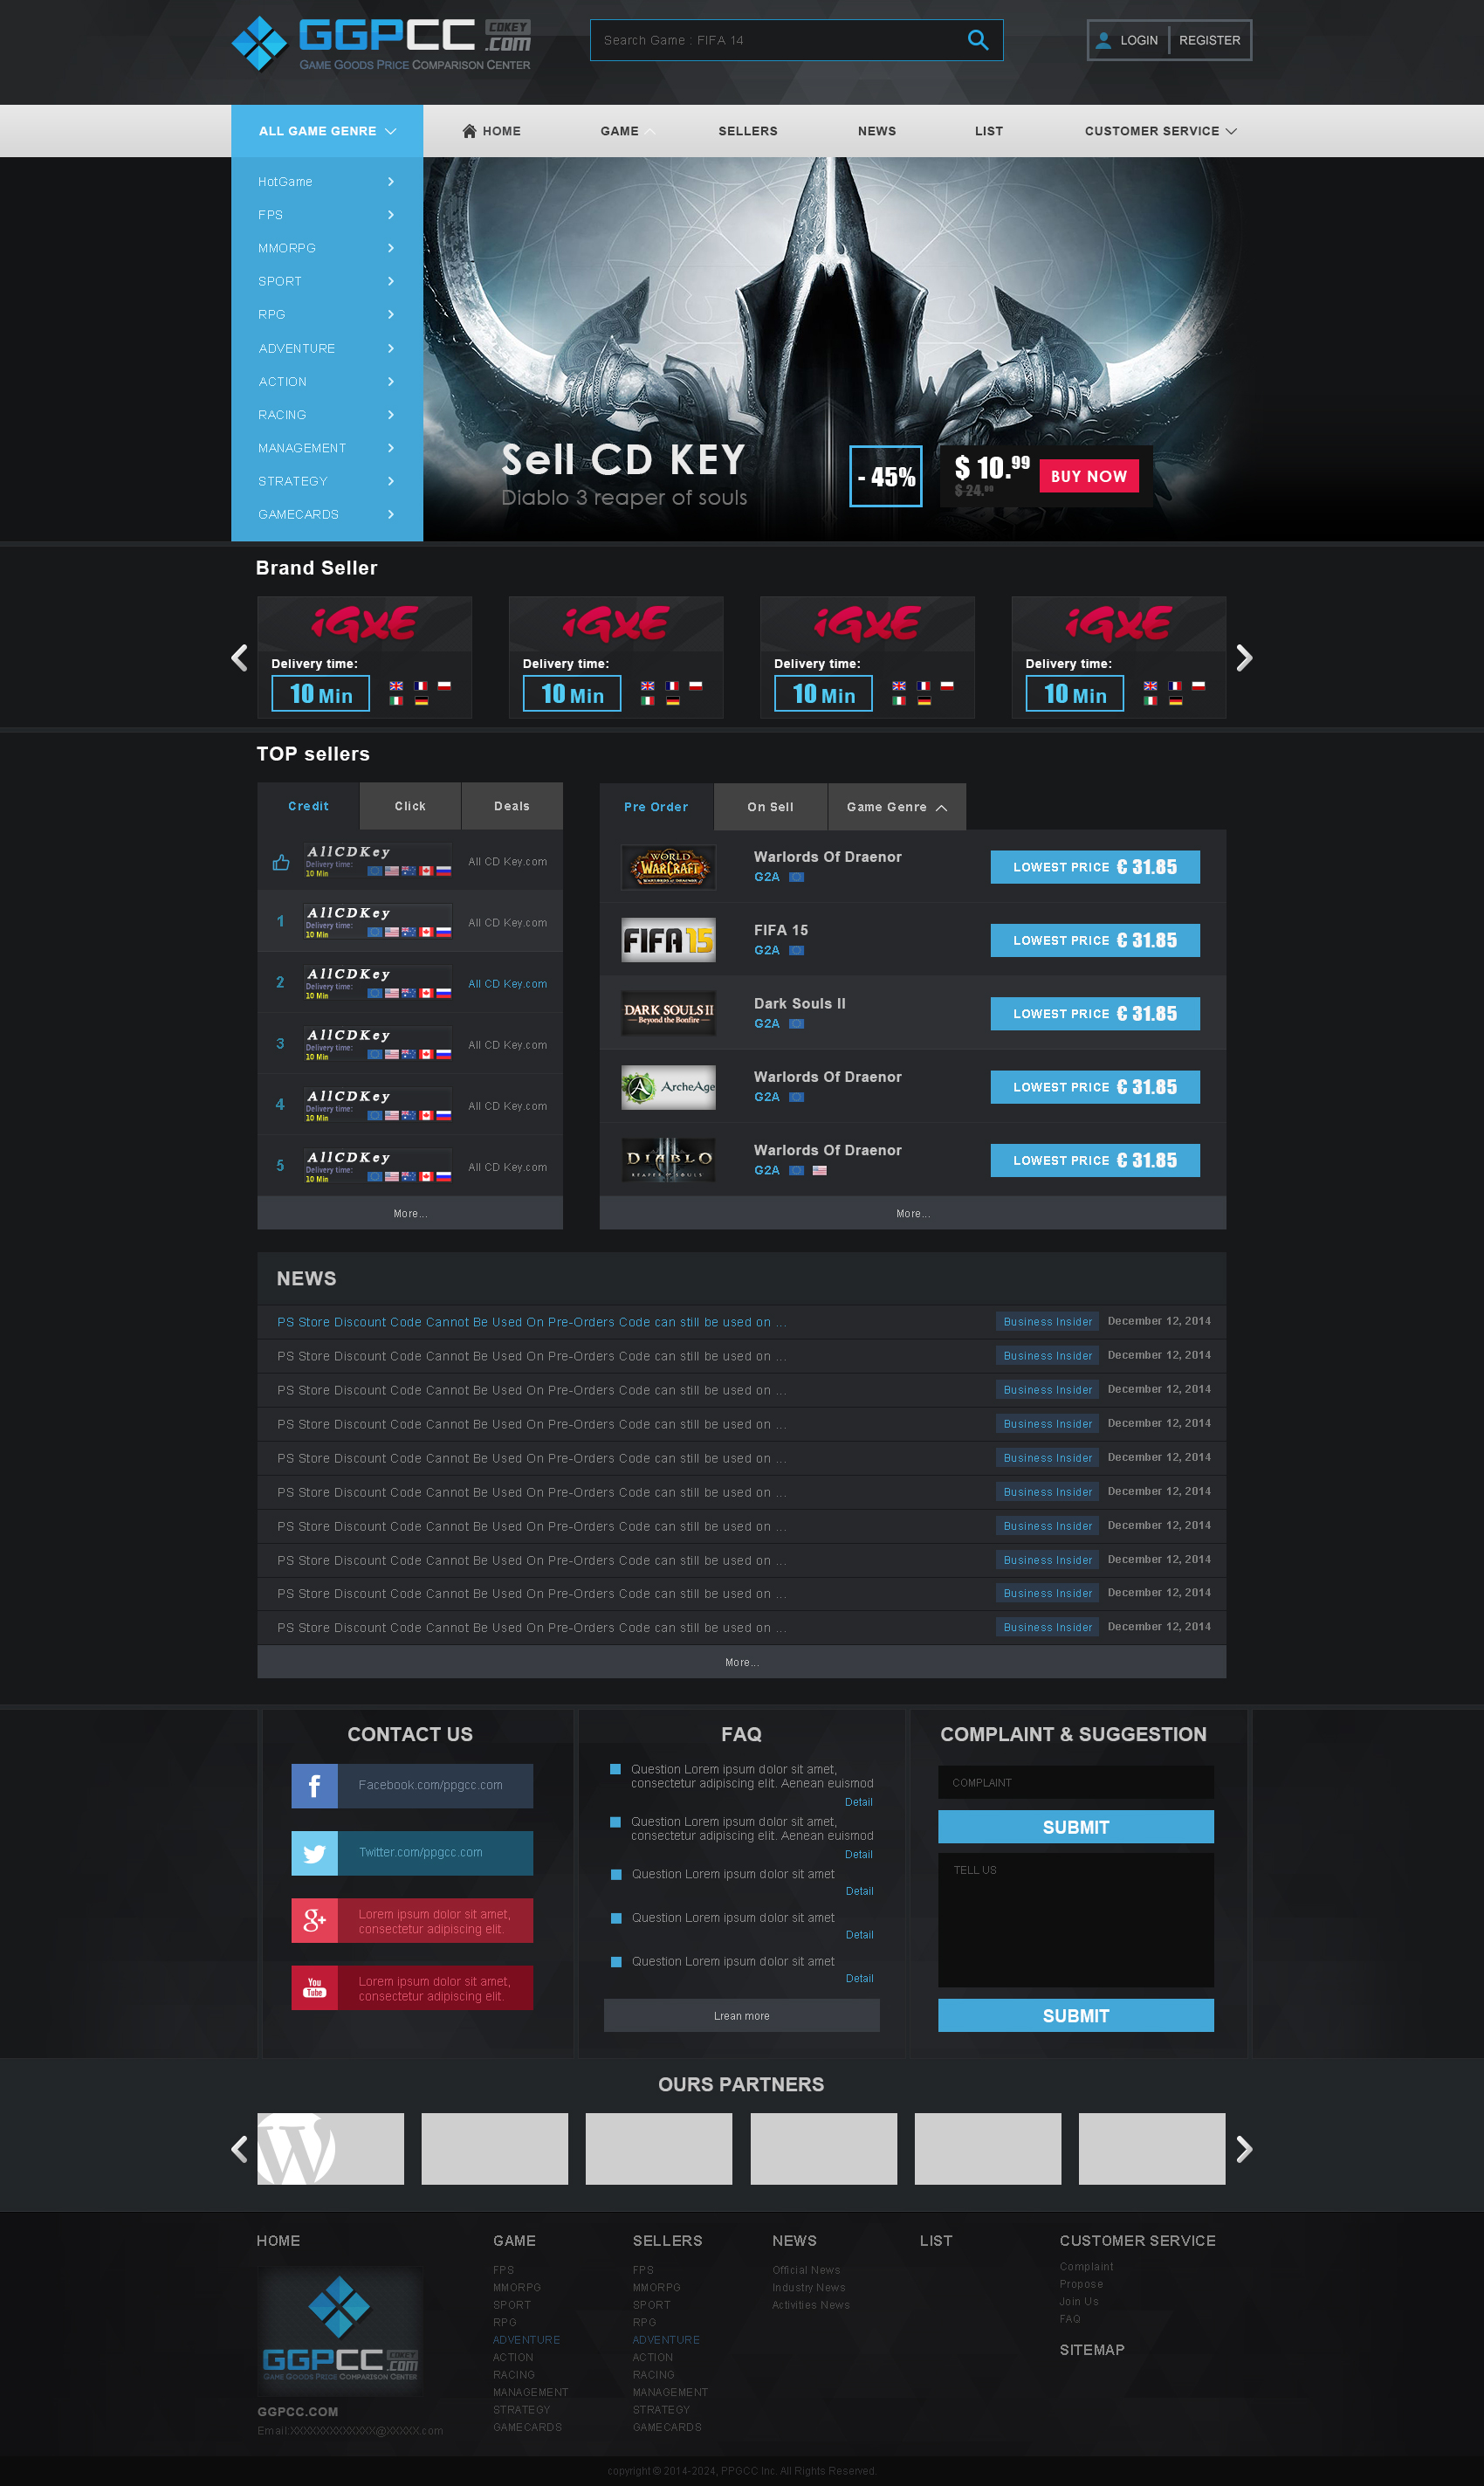 GGPCC CDKEY .com
GAME GOODS PRICE COMPARISON CENTER
Search Game : FIFA 14
LOGIN REGISTER
ALL GAME GENRE HOME GAME SELLERS NEWS LIST CUSTOMER SERVICE
HotGame
FPS
MMORPG
SPORT
RPG
ADVENTURE
ACTION
RACING
MANAGEMENT
STRATEGY
GAMECARDS
Sell CD KEY
Diablo 3 reaper of souls
- 45%
$ 10.99
$ 24.99
BUY NOW
Brand Seller
iGXE iGXE iGXE iGXE
Delivery time: Delivery time: Delivery time: Delivery time:
10 Min 10 Min 10 Min 10 Min
TOP sellers
Credit Click Deals
AllCDKey
Delivery time:
10 Min
All CD Key.com
1
AllCDKey
Delivery time:
10 Min
All CD Key.com
2
AllCDKey
Delivery time:
10 Min
All CD Key.com
3
AllCDKey
Delivery time:
10 Min
All CD Key.com
4
AllCDKey
Delivery time:
10 Min
All CD Key.com
5
AllCDKey
Delivery time:
10 Min
All CD Key.com
More...
Pre Order On Sell Game Genre
WORLD WARCRAFT
WARLORDS OF DRAENOR
Warlords Of Draenor
G2A
LOWEST PRICE € 31.85
FIFA 15
FIFA 15
G2A
LOWEST PRICE € 31.85
DARK SOULS II
Beyond the Bonfire
Dark Souls II
G2A
LOWEST PRICE € 31.85
ArcheAge
Warlords Of Draenor
G2A
LOWEST PRICE € 31.85
DIABLO
REAPER OF SOULS
Warlords Of Draenor
G2A
LOWEST PRICE € 31.85
More...
NEWS
PS Store Discount Code Cannot Be Used On Pre-Orders Code can still be used on ... Business Insider December 12, 2014
PS Store Discount Code Cannot Be Used On Pre-Orders Code can still be used on ... Business Insider December 12, 2014
PS Store Discount Code Cannot Be Used On Pre-Orders Code can still be used on ... Business Insider December 12, 2014
PS Store Discount Code Cannot Be Used On Pre-Orders Code can still be used on ... Business Insider December 12, 2014
PS Store Discount Code Cannot Be Used On Pre-Orders Code can still be used on ... Business Insider December 12, 2014
PS Store Discount Code Cannot Be Used On Pre-Orders Code can still be used on ... Business Insider December 12, 2014
PS Store Discount Code Cannot Be Used On Pre-Orders Code can still be used on ... Business Insider December 12, 2014
PS Store Discount Code Cannot Be Used On Pre-Orders Code can still be used on ... Business Insider December 12, 2014
PS Store Discount Code Cannot Be Used On Pre-Orders Code can still be used on ... Business Insider December 12, 2014
PS Store Discount Code Cannot Be Used On Pre-Orders Code can still be used on ... Business Insider December 12, 2014
More...
CONTACT US
f
Facebook.com/ppgcc.com
Twitter.com/ppgcc.com
g+
Lorem ipsum dolor sit amet,
consectetur adipiscing elit.
You Tube
Lorem ipsum dolor sit amet,
consectetur adipiscing elit.
FAQ
Question Lorem ipsum dolor sit amet,
consectetur adipiscing elit. Aenean euismod
Detail
Question Lorem ipsum dolor sit amet,
consectetur adipiscing elit. Aenean euismod
Detail
Question Lorem ipsum dolor sit amet
Detail
Question Lorem ipsum dolor sit amet
Detail
Question Lorem ipsum dolor sit amet
Detail
Lrean more
COMPLAINT & SUGGESTION
COMPLAINT
SUBMIT
TELL US
SUBMIT
OURS PARTNERS
HOME
GGPCC CDKEY .com
GAME GOODS PRICE COMPARISON CENTER
GGPCC.COM
Email:XXXXXXXXXXXXX@XXXXX.com
GAME
FPS
MMORPG
SPORT
RPG
ADVENTURE
ACTION
RACING
MANAGEMENT
STRATEGY
GAMECARDS
SELLERS
FPS
MMORPG
SPORT
RPG
ADVENTURE
ACTION
RACING
MANAGEMENT
STRATEGY
GAMECARDS
NEWS
Official News
Industry News
Activities News
LIST
CUSTOMER SERVICE
Complaint
Propose
Join Us
FAQ
SITEMAP
copyright © 2014-2024, PPGCC Inc. All Rights Reserved.